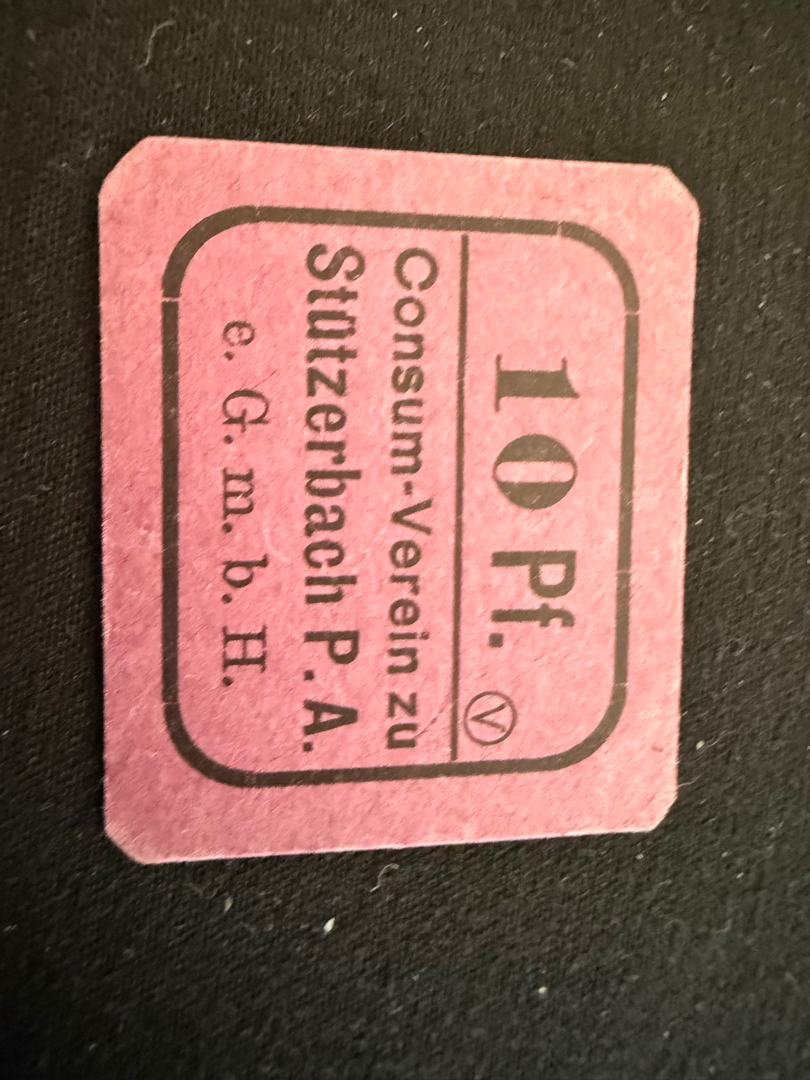 10 Pf.
Ⓥ
Consum-Verein zu
Stützerbach P. A.
e. G. m. b. H.